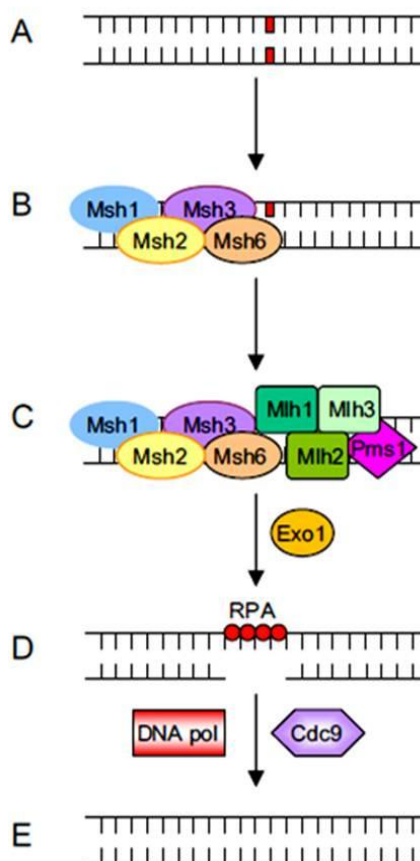 A
B
Msh1 Msh3
Msh2 Msh6
C
Mlh1 Mlh3
Msh1 Msh3
Msh2 Msh6 Mlh2 Pms1
Exo1
RPA
D
DNA pol Cdc9
E